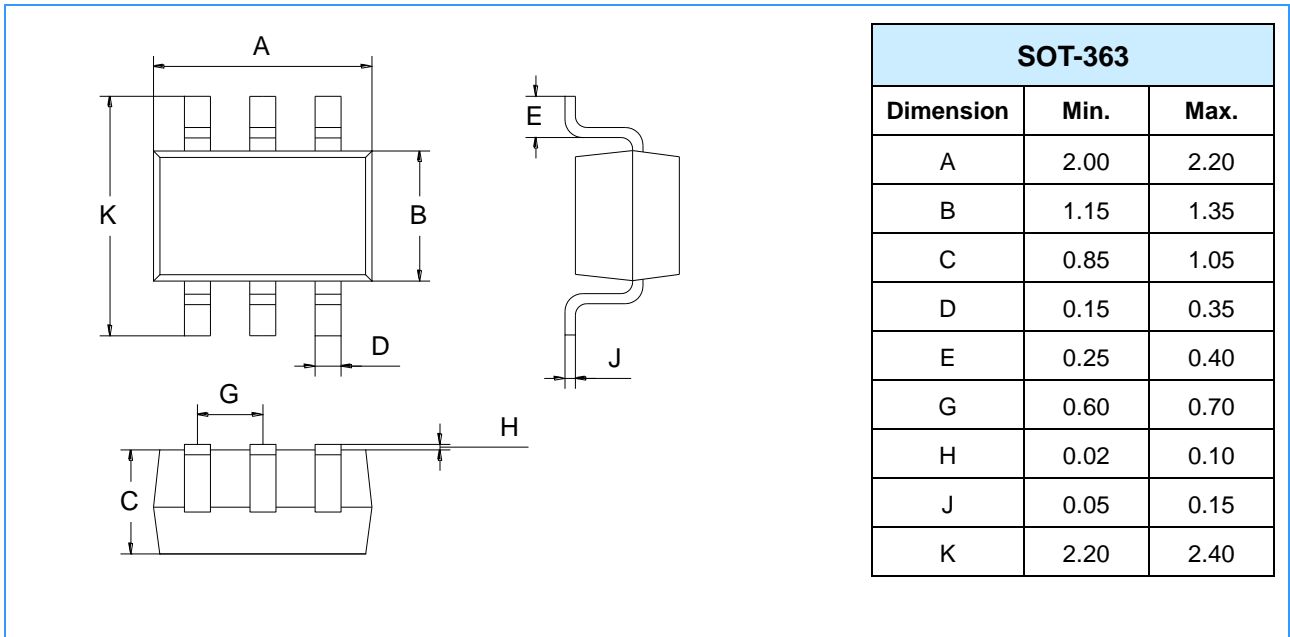 A
K
B
D
E
J
G
H
C
SOT-363
Dimension Min. Max.
A 2.00 2.20
B 1.15 1.35
C 0.85 1.05
D 0.15 0.35
E 0.25 0.40
G 0.60 0.70
H 0.02 0.10
J 0.05 0.15
K 2.20 2.40